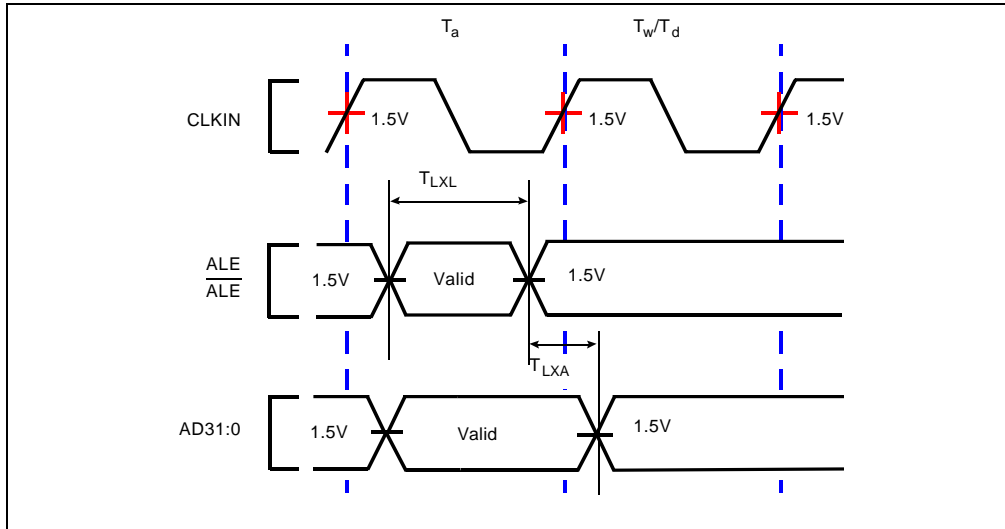 Ta Tw/Td
CLKIN 1.5V 1.5V 1.5V
TLXL
ALE
ALE
1.5V Valid 1.5V
TLXA
AD31:0 1.5V Valid 1.5V